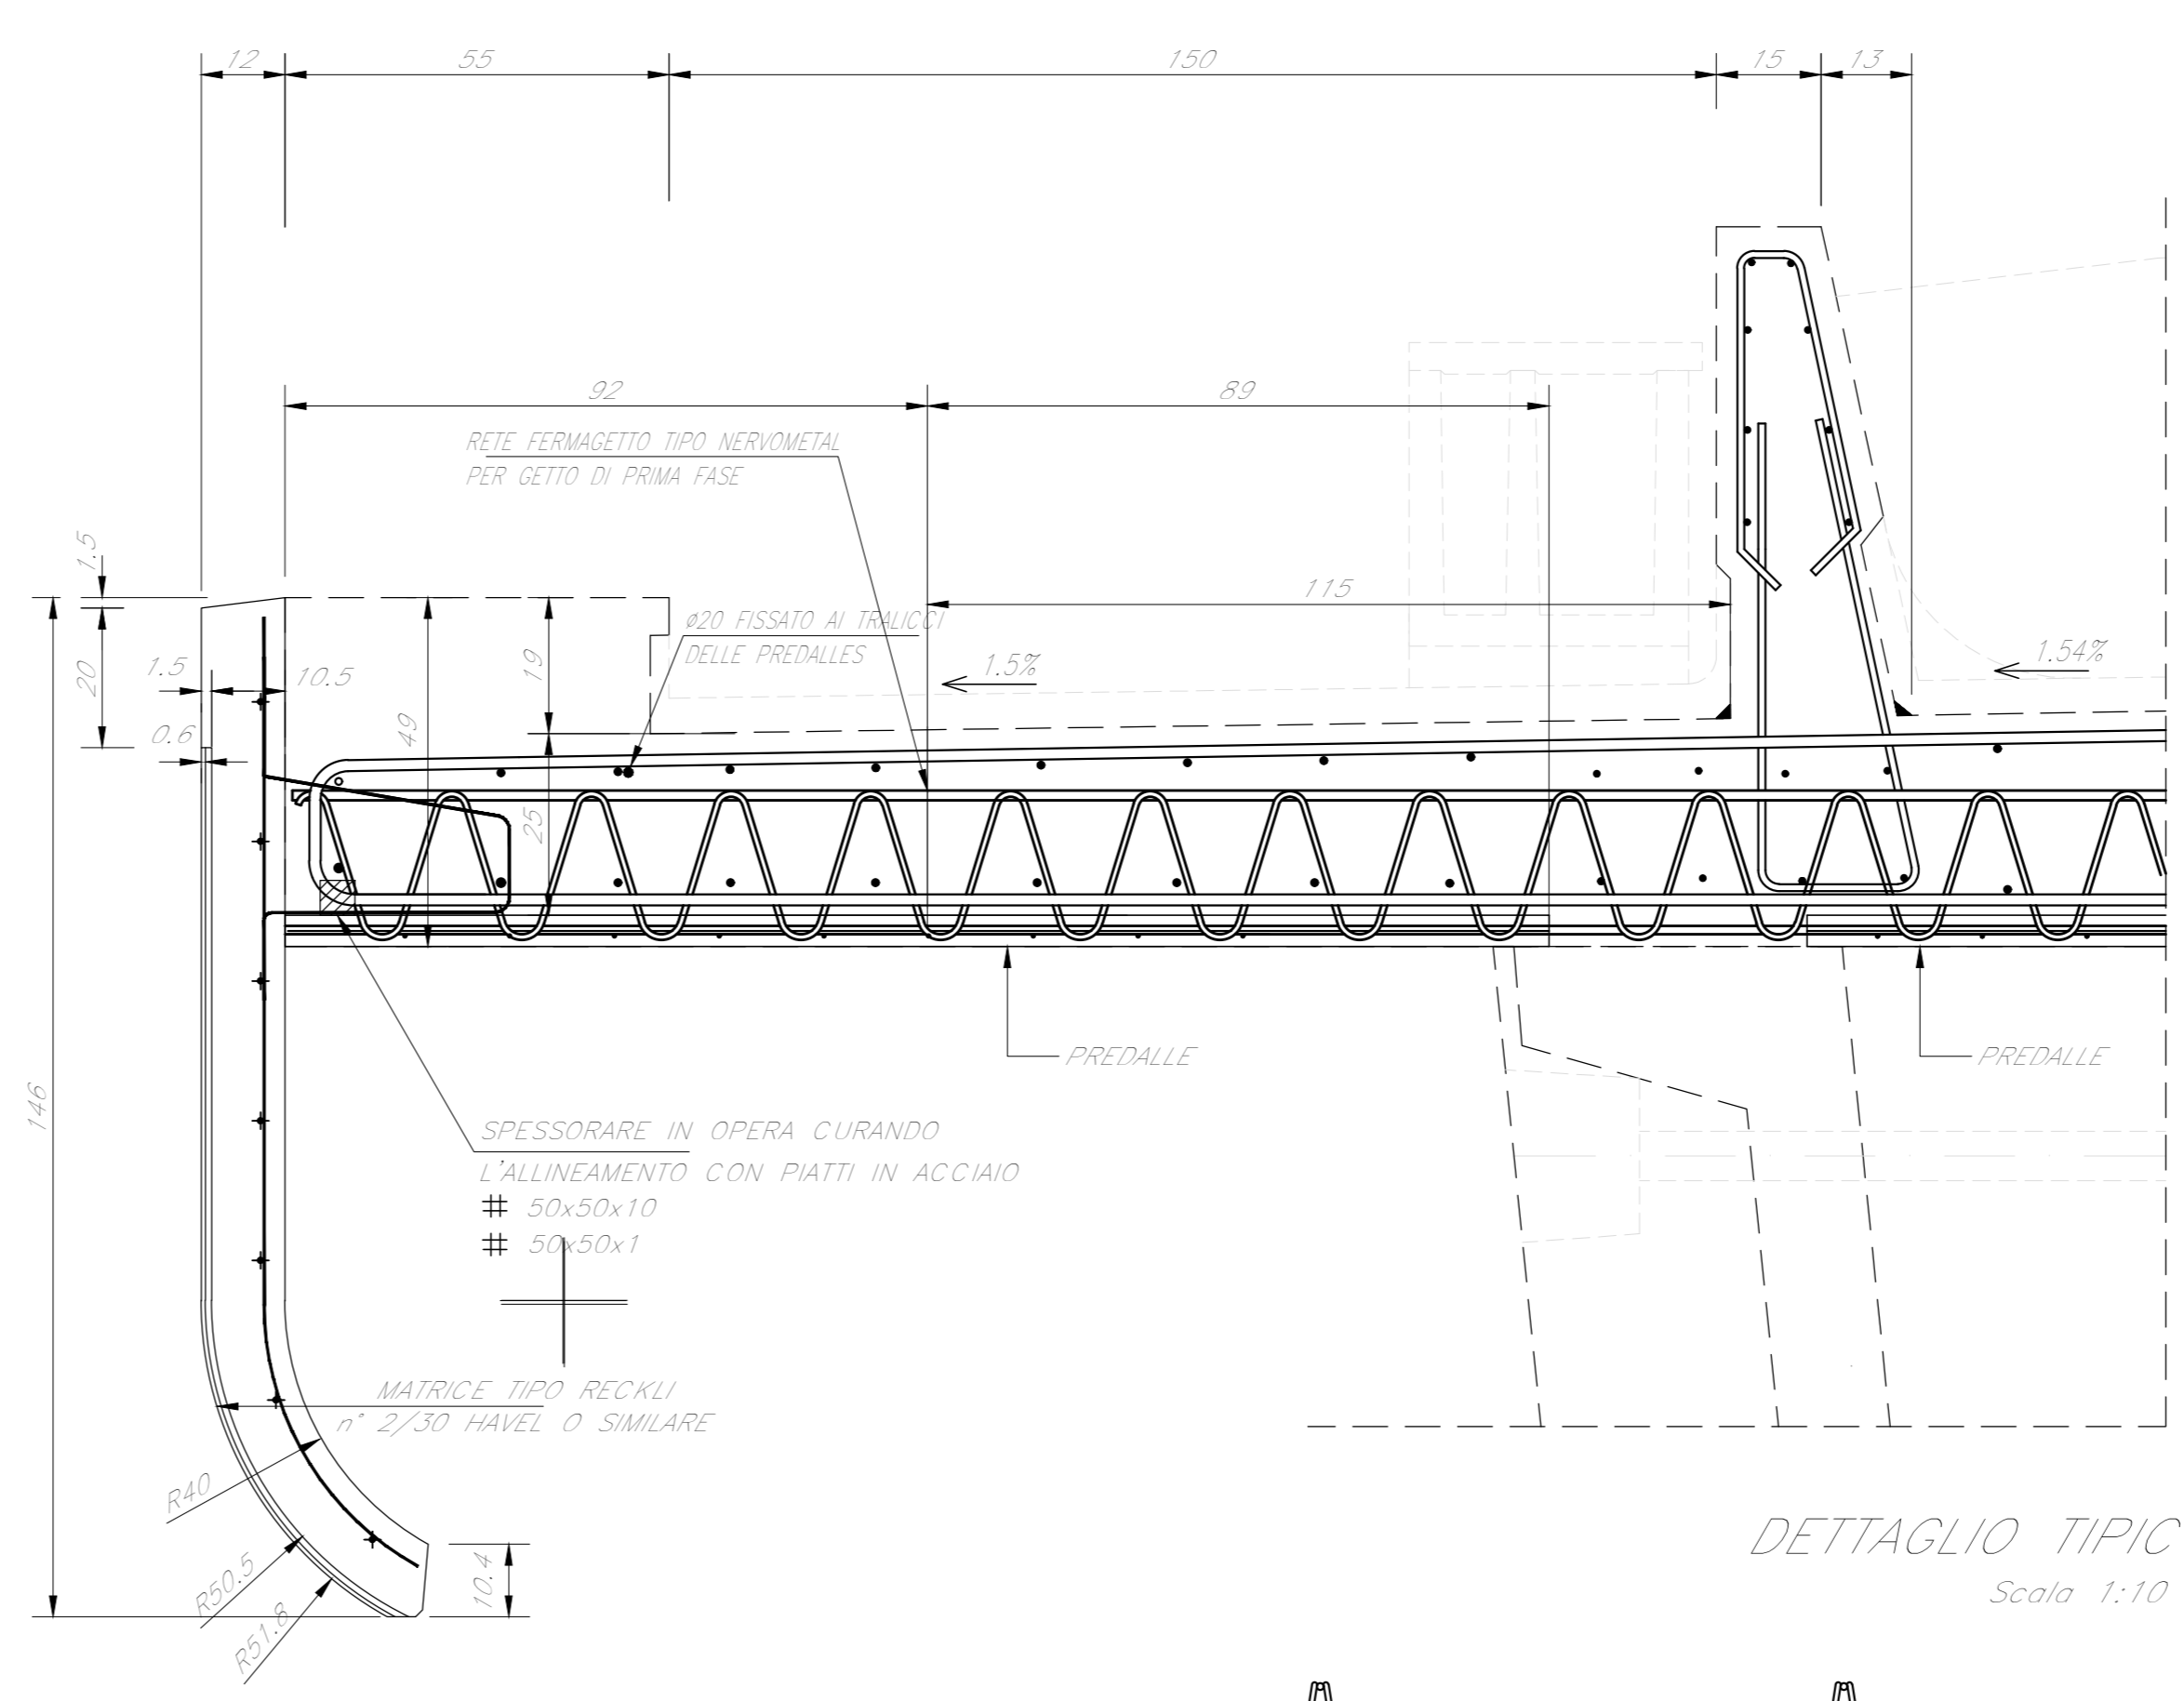 12 55 150 15 13
92 89
RETE FERMAGETTO TIPO NERVOMETAL
PER GETTO DI PRIMA FASE
1.5
115
ø20 FISSATO AI TRALICCI
DELLE PREDALLES
20 1.5 10.5 19 1.5% 1.54%
0.6 49
25
146
PREDALLE PREDALLE
SPESSORARE IN OPERA CURANDO
L'ALLINEAMENTO CON PIATTI IN ACCIAIO
# 50x50x10
# 50x50x1
MATRICE TIPO RECKLI
n° 2/30 HAVEL O SIMILARE
R40
R50.5
R51.8
10.4
DETTAGLIO TIPIC
Scala 1:10